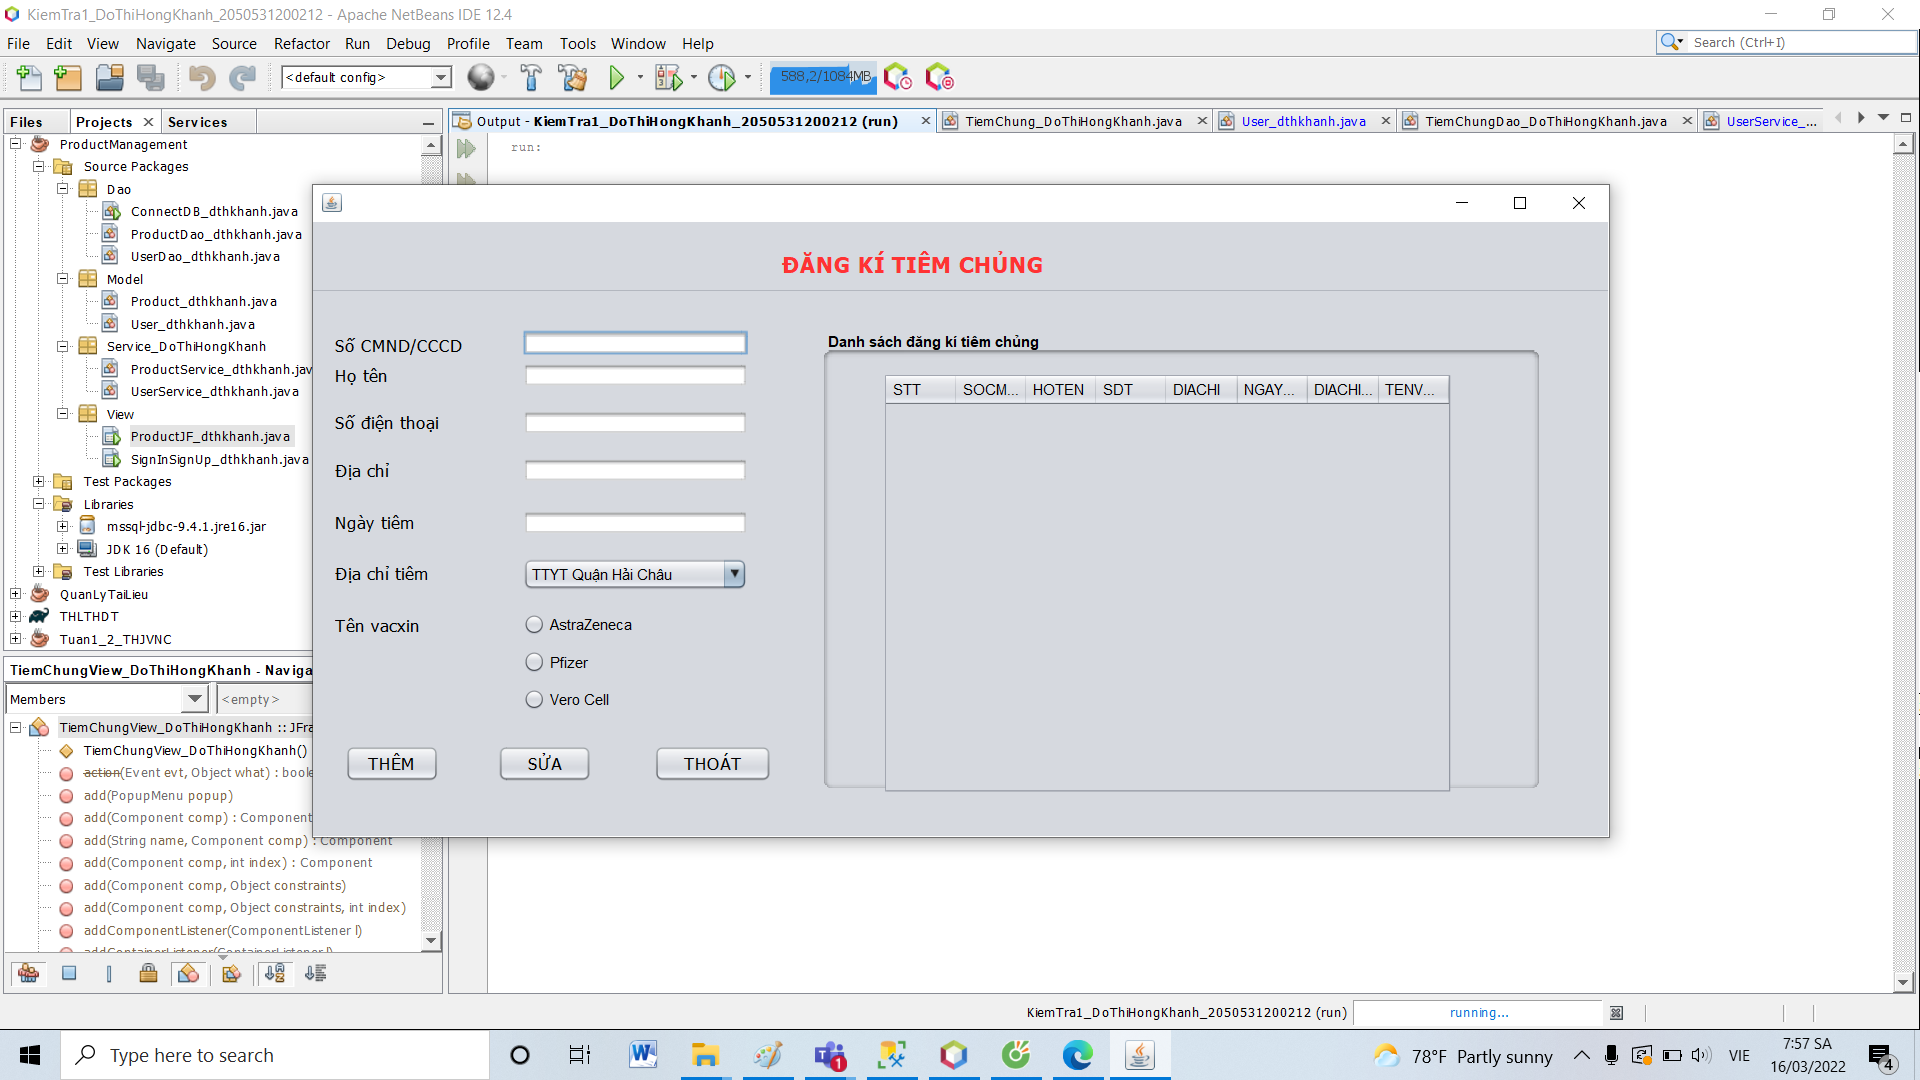 KiemTra1_DoThiHongKhanh_2050531200212 - Apache NetBeans IDE 12.4
File Edit View Navigate Source Refactor Run Debug Profile Team Tools Window Help
Search (Ctrl+I)
<default config>
588,2/1084MB
Files Projects Services
Output - KiemTra1_DoThiHongKhanh_2050531200212 (run)
TiemChung_DoThiHongKhanh.java
User_dthkhanh.java
TiemChungDao_DoThiHongKhanh.java
UserService_...
run:
ProductManagement
Source Packages
Dao
ConnectDB_dthkhanh.java
ProductDao_dthkhanh.java
UserDao_dthkhanh.java
Model
Product_dthkhanh.java
User_dthkhanh.java
Service_DoThiHongKhanh
ProductService_dthkhanh.jav
UserService_dthkhanh.java
View
ProductJF_dthkhanh.java
SignInSignUp_dthkhanh.java
Test Packages
Libraries
mssql-jdbc-9.4.1.jre16.jar
JDK 16 (Default)
Test Libraries
QuanLyTaiLieu
THLTHDT
Tuan1_2_THJVNC
TiemChungView_DoThiHongKhanh - Naviga
Members
<empty>
TiemChungView_DoThiHongKhanh :: JFra
TiemChungView_DoThiHongKhanh()
action(Event evt, Object what) : boole
add(PopupMenu popup)
add(Component comp) : Component
add(String name, Component comp) : Component
add(Component comp, int index) : Component
add(Component comp, Object constraints)
add(Component comp, Object constraints, int index)
addComponentListener(ComponentListener l)
addContainerListener(ContainerListener l)
ĐĂNG KÍ TIÊM CHỦNG
Số CMND/CCCD
Họ tên
Số điện thoại
Địa chỉ
Ngày tiêm
Địa chỉ tiêm
TTYT Quận Hải Châu
Tên vacxin
AstraZeneca
Pfizer
Vero Cell
THÊM SỬA THOÁT
Danh sách đăng kí tiêm chủng
STT SOCM... HOTEN SDT DIACHI NGAY... DIACHI... TENV...
KiemTra1_DoThiHongKhanh_2050531200212 (run)
running...
Type here to search
1
78°F Partly sunny
VIE
7:57 SA
16/03/2022
4